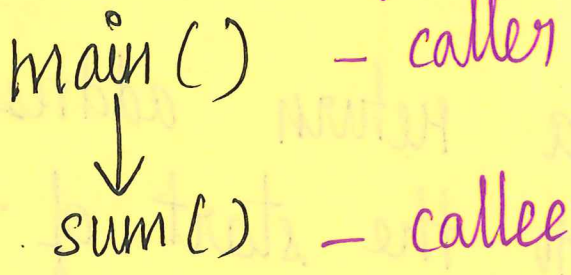 main() - caller
↓
sum() - callee